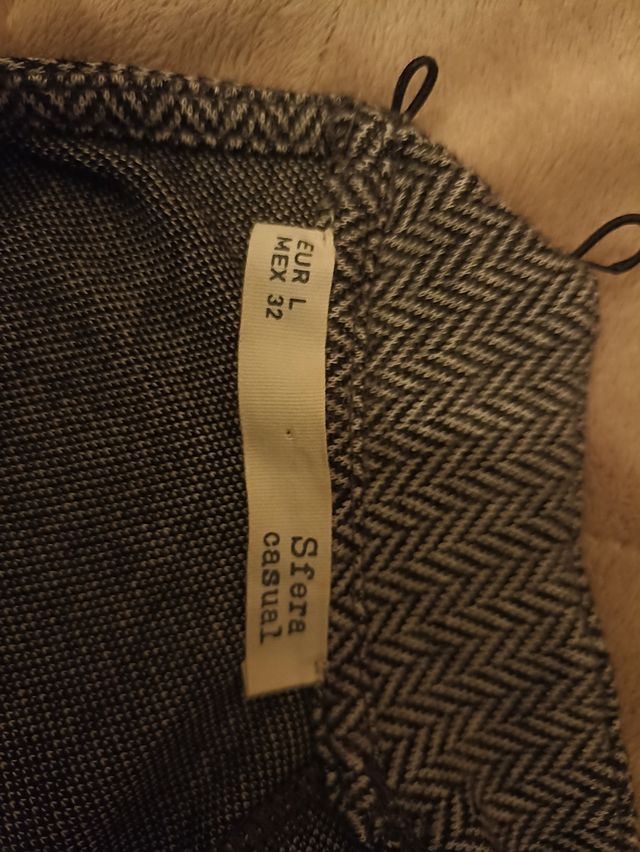 Sfera
casual
EUR L
MEX 32